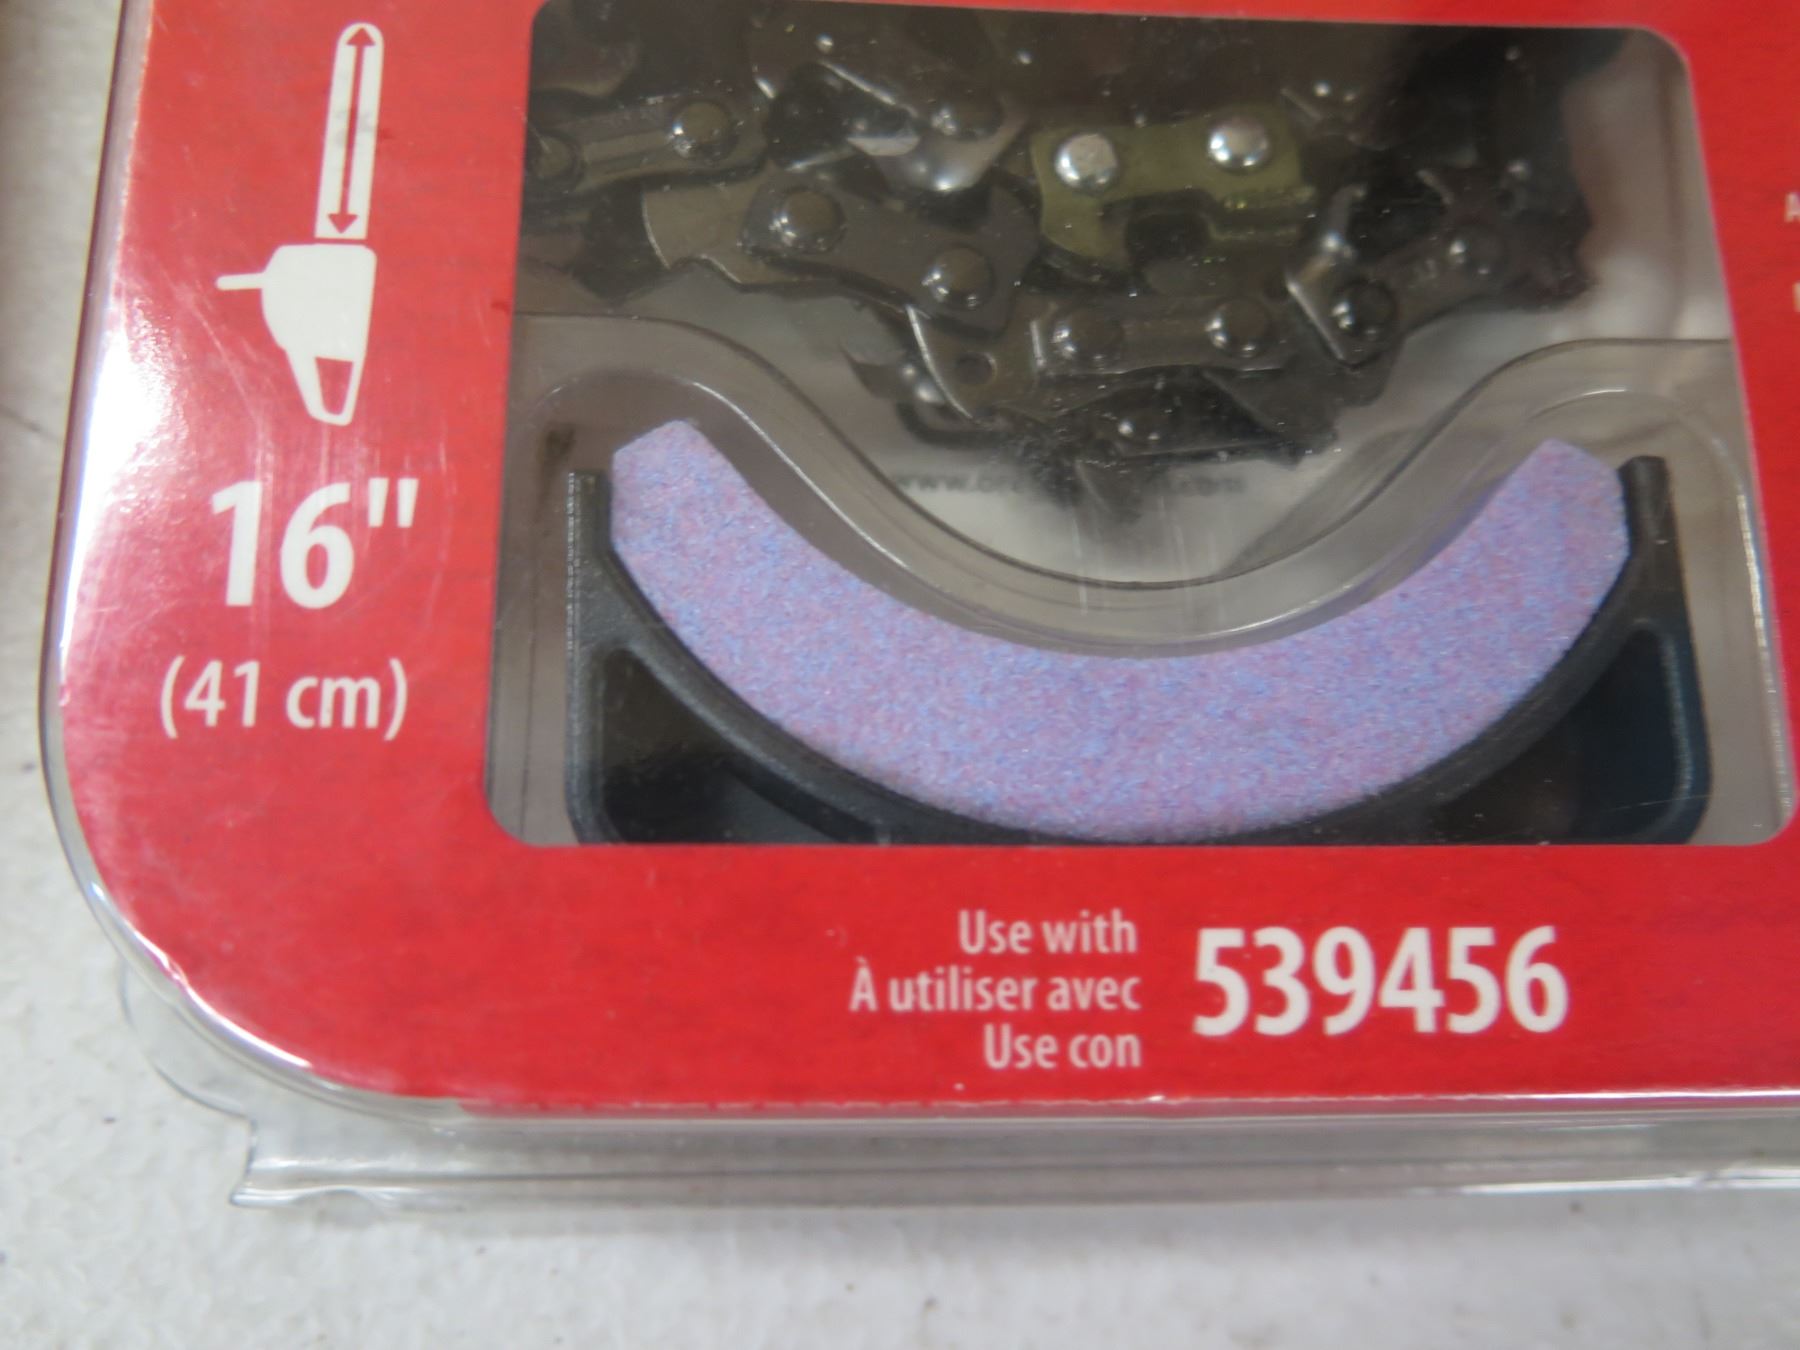 16"
(41 cm)
Use with
À utiliser avec
Use con
539456